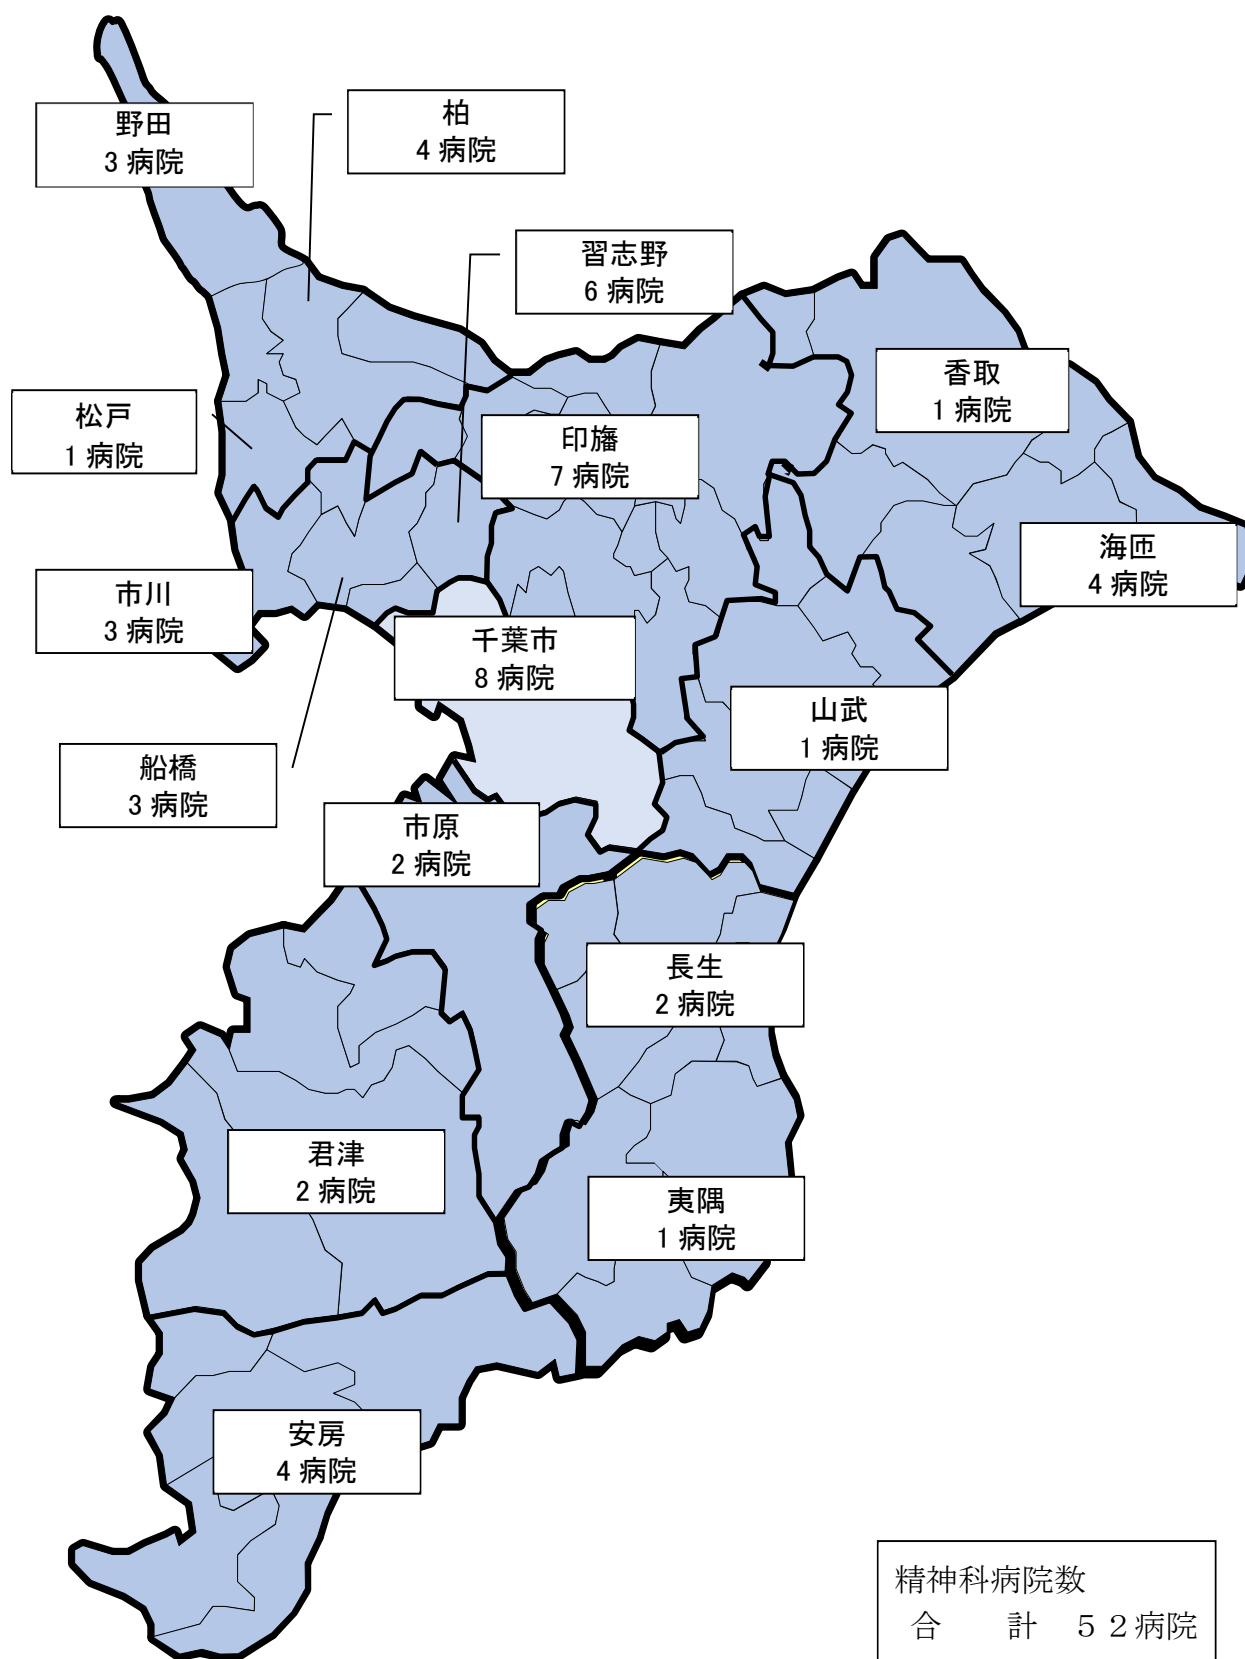 野田
3 病院
柏
4 病院
習志野
6 病院
香取
1 病院
松戸
1 病院
印旛
7 病院
海匝
4 病院
市川
3 病院
千葉市
8 病院
山武
1 病院
船橋
3 病院
市原
2 病院
長生
2 病院
君津
2 病院
夷隅
1 病院
安房
4 病院
精神科病院数
合　　計　５２病院